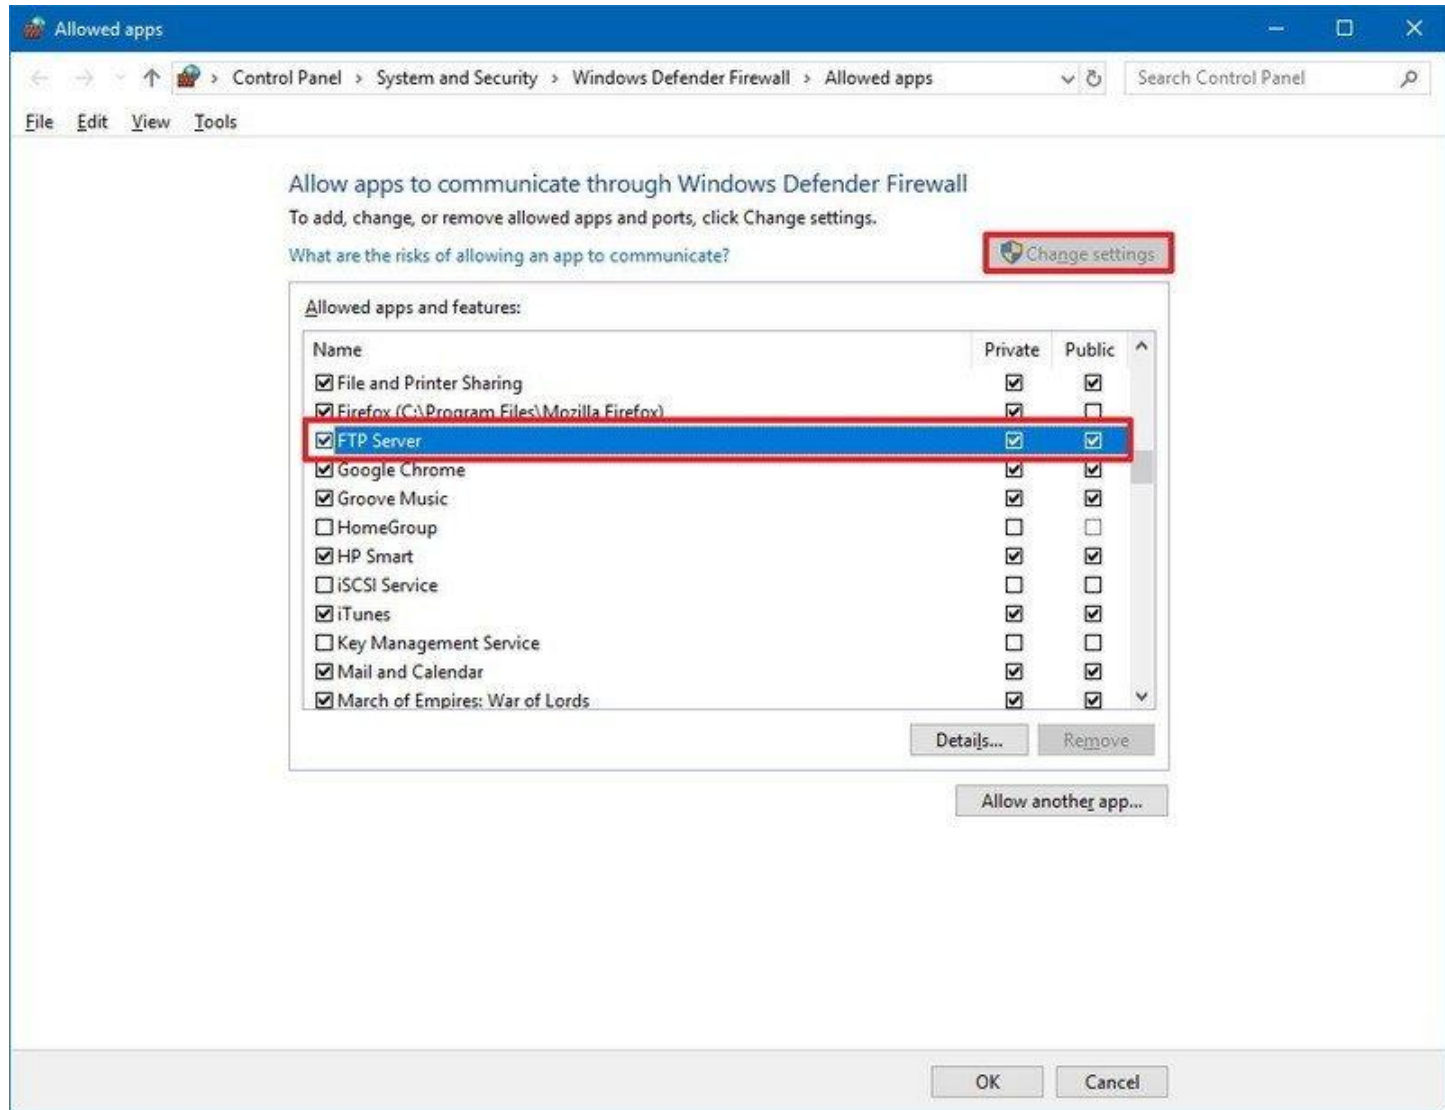 Allowed apps
Control Panel > System and Security > Windows Defender Firewall > Allowed apps
Search Control Panel
File Edit View Tools
Allow apps to communicate through Windows Defender Firewall
To add, change, or remove allowed apps and ports, click Change settings.
What are the risks of allowing an app to communicate?
Change settings
Allowed apps and features:
Name Private Public
File and Printer Sharing
Firefox (C:\Program Files\Mozilla Firefox)
FTP Server
Google Chrome
Groove Music
HomeGroup
HP Smart
iSCSI Service
iTunes
Key Management Service
Mail and Calendar
March of Empires: War of Lords
Details... Remove
Allow another app...
OK Cancel